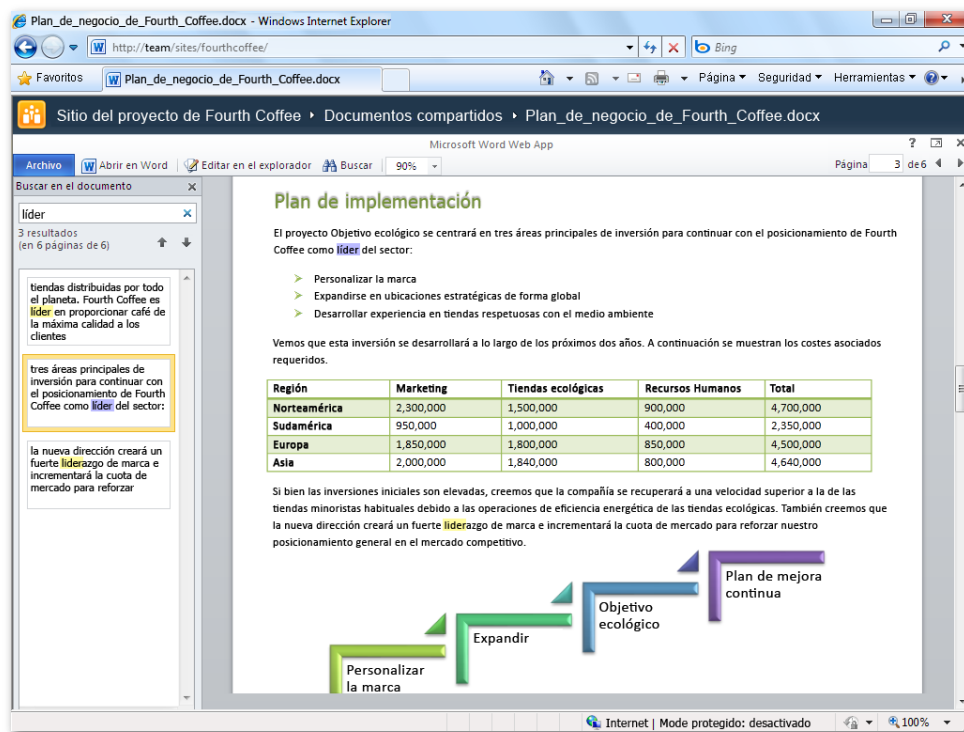 Plan_de_negocio_de_Fourth_Coffee.docx - Windows Internet Explorer
http://team/sites/fourthcoffee/
Bing
Favoritos
Plan_de_negocio_de_Fourth_Coffee.docx
Página
Seguridad
Herramientas
Sitio del proyecto de Fourth Coffee
Documentos compartidos
Plan_de_negocio_de_Fourth_Coffee.docx
Microsoft Word Web App
Archivo
Abrir en Word
Editar en el explorador
Buscar
90%
Página 3 de6
Buscar en el documento
líder
3 resultados
(en 6 páginas de 6)
tiendas distribuidas por todo
el planeta. Fourth Coffee es
líder en proporcionar café de
la máxima calidad a los
clientes
tres áreas principales de
inversión para continuar con
el posicionamiento de Fourth
Coffee como líder del sector:
la nueva dirección creará un
fuerte liderazgo de marca e
incrementará la cuota de
mercado para reforzar
Plan de implementación
El proyecto Objetivo ecológico se centrará en tres áreas principales de inversión para continuar con el posicionamiento de Fourth
Coffee como líder del sector:
Personalizar la marca
Expandirse en ubicaciones estratégicas de forma global
Desarrollar experiencia en tiendas respetuosas con el medio ambiente
Vemos que esta inversión se desarrollará a lo largo de los próximos dos años. A continuación se muestran los costes asociados
requeridos.
Región Marketing Tiendas ecológicas Recursos Humanos Total
Norteamérica 2,300,000 1,500,000 900,000 4,700,000
Sudamérica 950,000 1,000,000 400,000 2,350,000
Europa 1,850,000 1,800,000 850,000 4,500,000
Asia 2,000,000 1,840,000 800,000 4,640,000
Si bien las inversiones iniciales son elevadas, creemos que la compañía se recuperará a una velocidad superior a la de las
tiendas minoristas habituales debido a las operaciones de eficiencia energética de las tiendas ecológicas. También creemos que
la nueva dirección creará un fuerte liderazgo de marca e incrementará la cuota de mercado para reforzar nuestro
posicionamiento general en el mercado competitivo.
Plan de mejora
continua
Objetivo
ecológico
Expandir
Personalizar
la marca
Internet | Modo protegido: desactivado
100%